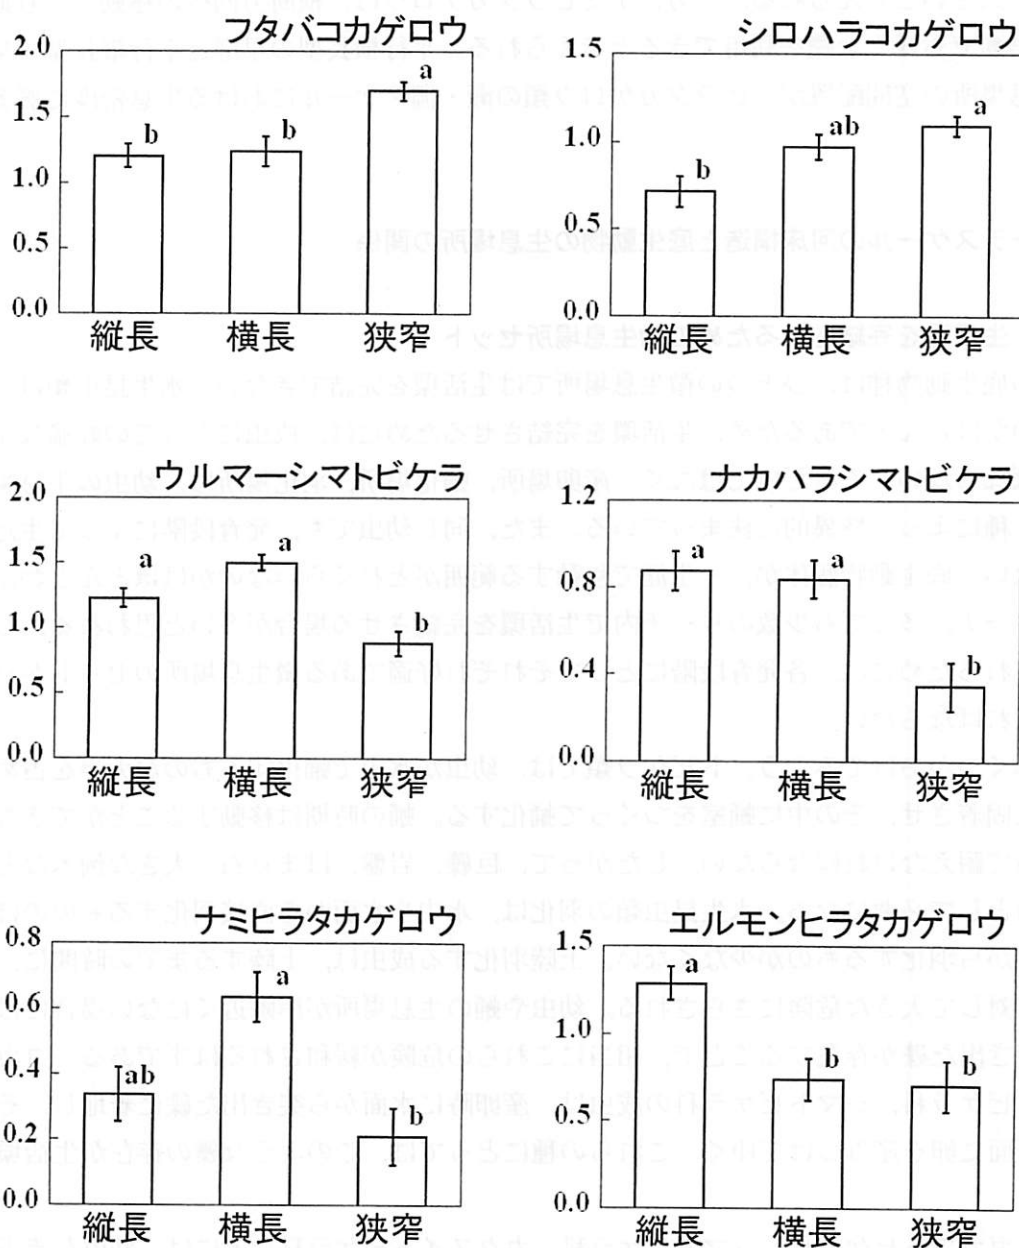 フタバコカゲロウ
2.0
1.5
1.0
0.5
0.0
b
b
a
縦長
横長
狭窄
シロハラコカゲロウ
1.5
1.0
0.5
0.0
b
ab
a
縦長
横長
狭窄
ウルマーシマトビケラ
2.0
1.5
1.0
0.5
0.0
a
a
b
縦長
横長
狭窄
ナカハラシマトビケラ
1.2
0.8
0.4
0.0
a
a
b
縦長
横長
狭窄
ナミヒラタカゲロウ
0.8
0.6
0.4
0.2
0.0
ab
a
b
縦長
横長
狭窄
エルモンヒラタカゲロウ
1.5
1.0
0.5
0.0
a
b
b
縦長
横長
狭窄